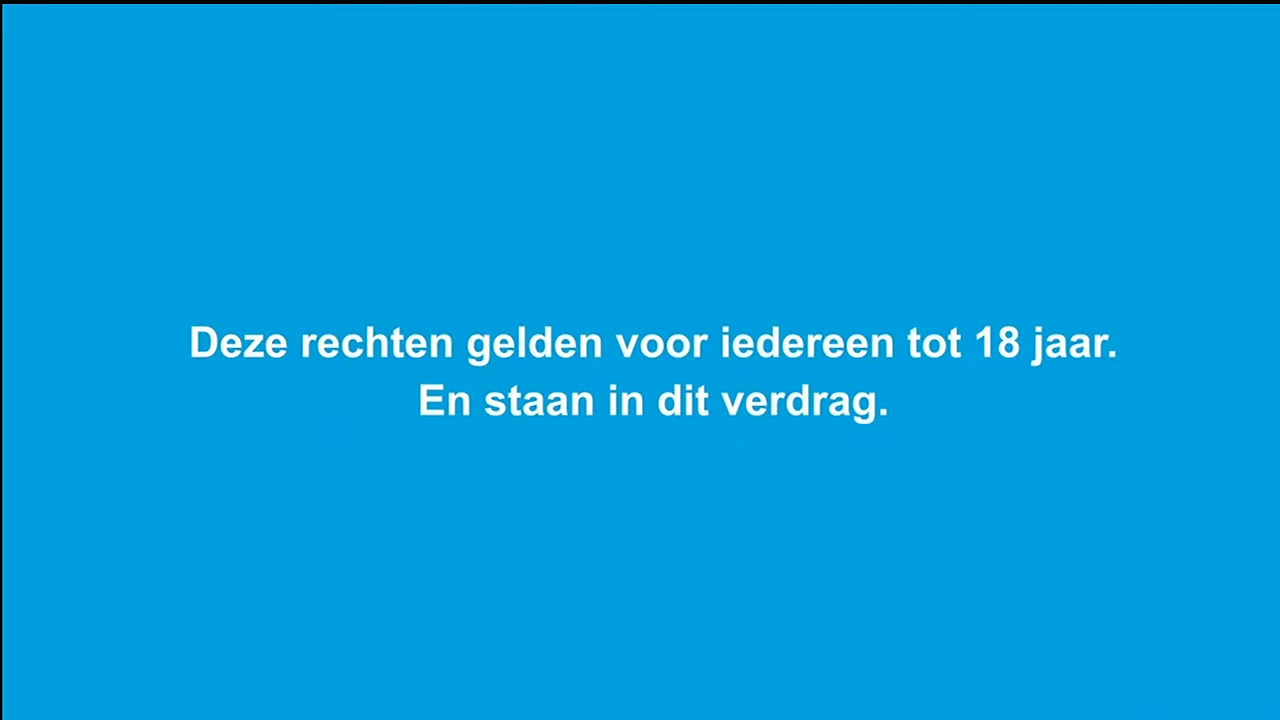 Deze rechten gelden voor iedereen tot 18 jaar.
En staan in dit verdrag.